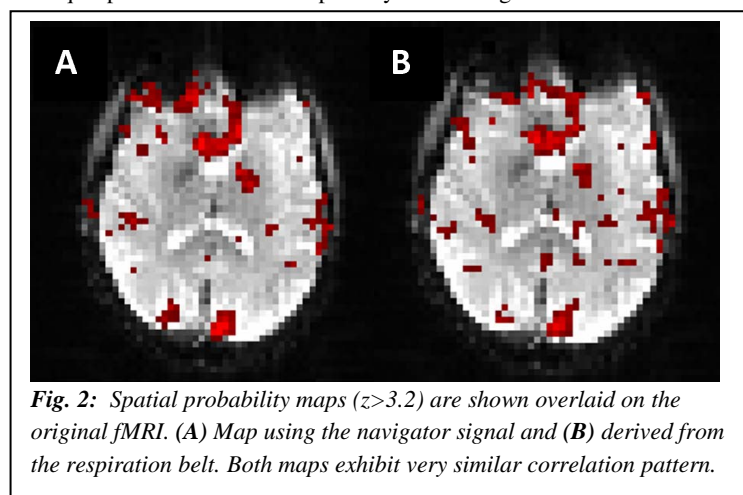 A
B
Fig. 2: Spatial probability maps (z>3.2) are shown overlaid on the
original fMRI. (A) Map using the navigator signal and (B) derived from
the respiration belt. Both maps exhibit very similar correlation pattern.